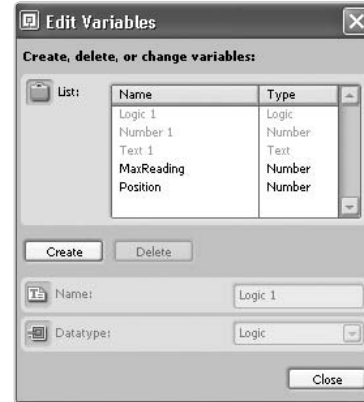 Edit Variables
Create, delete, or change variables:
List:
Name Type
Logic 1 Logic
Number 1 Number
Text 1 Text
MaxReading Number
Position Number
Create Delete
Name: Logic 1
Datatype: Logic
Close